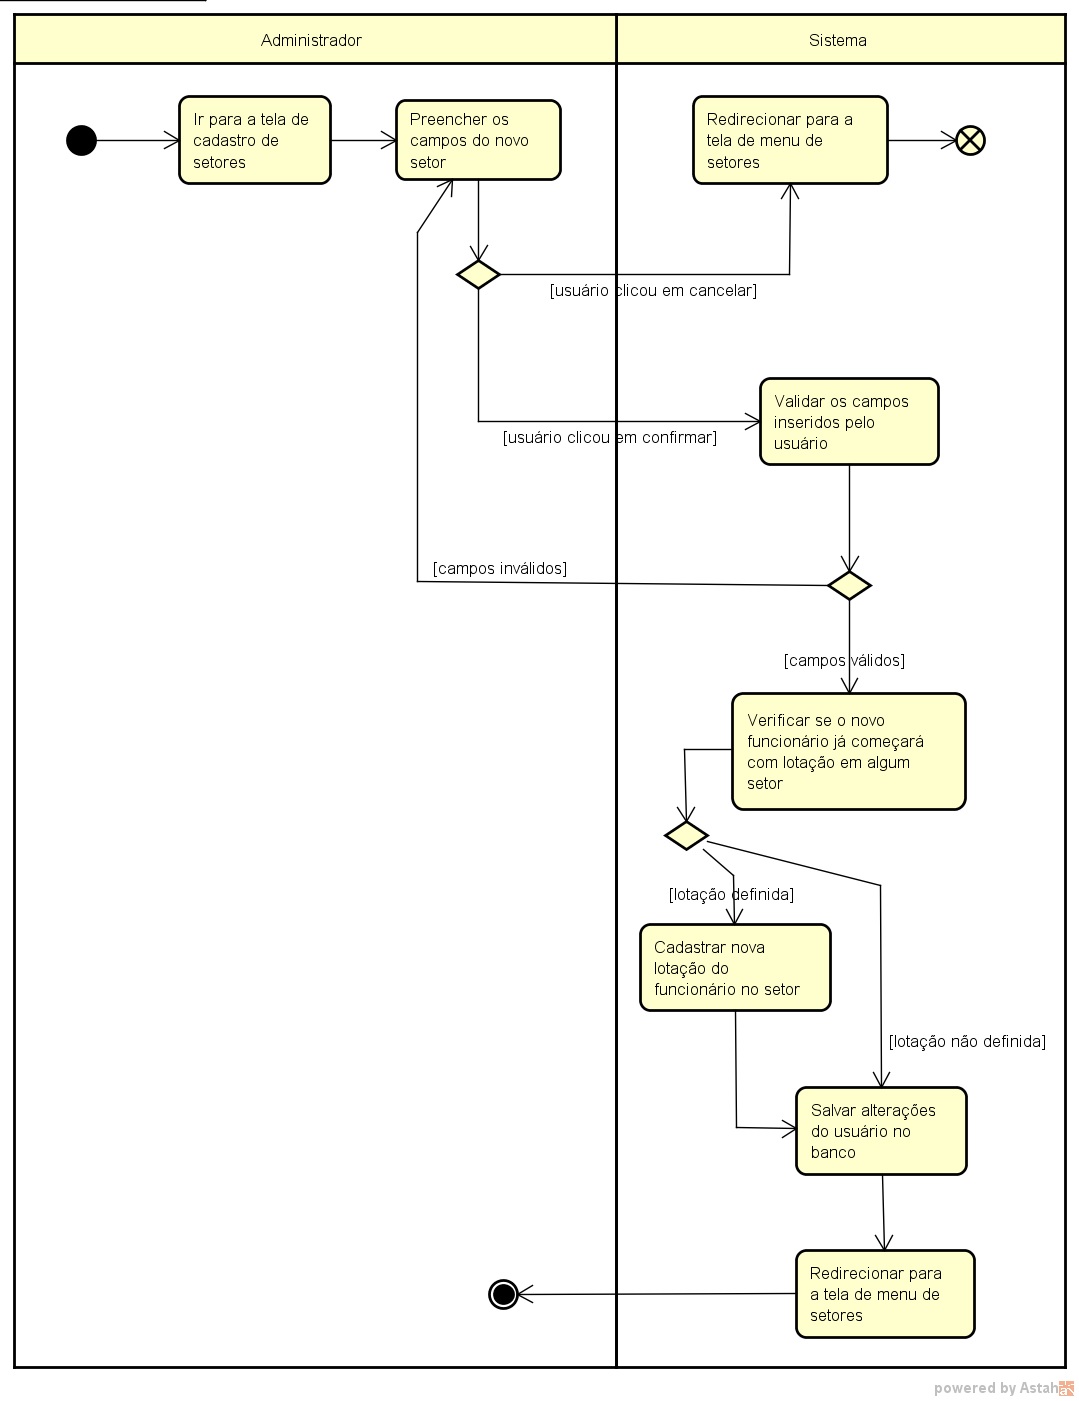 Administrador
Sistema
Ir para a tela de
cadastro de
setores
Preencher os
campos do novo
setor
Redirecionar para a
tela de menu de
setores
[usuário clicou em cancelar]
Validar os campos
inseridos pelo
usuário
[usuário clicou em confirmar]
[campos inválidos]
[campos válidos]
Verificar se o novo
funcionário já começará
com lotação em algum
setor
[lotação definida]
Cadastrar nova
lotação do
funcionário no setor
[lotação não definida]
Salvar alterações
do usuário no
banco
Redirecionar para
a tela de menu de
setores
powered by Astah